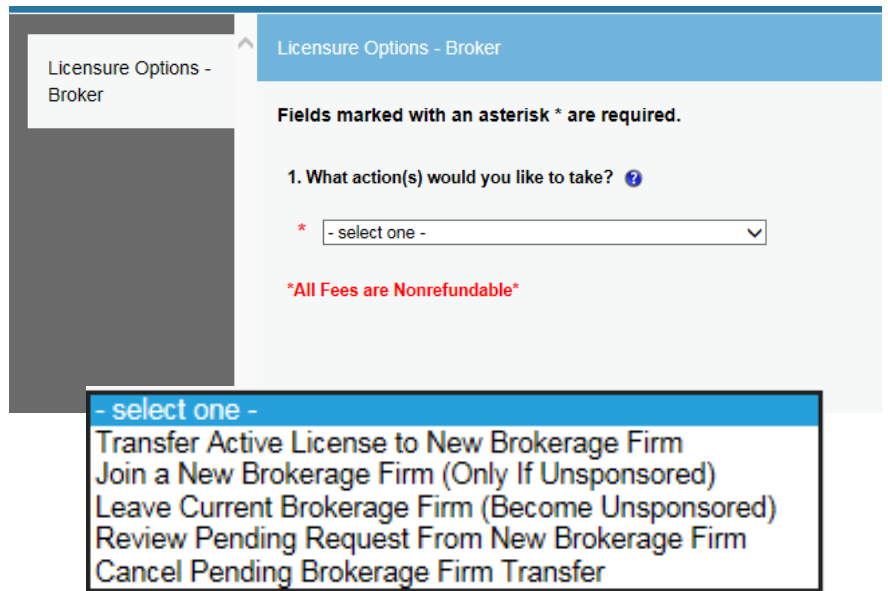 Licensure Options -
Broker
Licensure Options - Broker
Fields marked with an asterisk * are required.
1. What action(s) would you like to take? ?
* - select one -
*All Fees are Nonrefundable*
- select one -
Transfer Active License to New Brokerage Firm
Join a New Brokerage Firm (Only If Unsponsored)
Leave Current Brokerage Firm (Become Unsponsored)
Review Pending Request From New Brokerage Firm
Cancel Pending Brokerage Firm Transfer